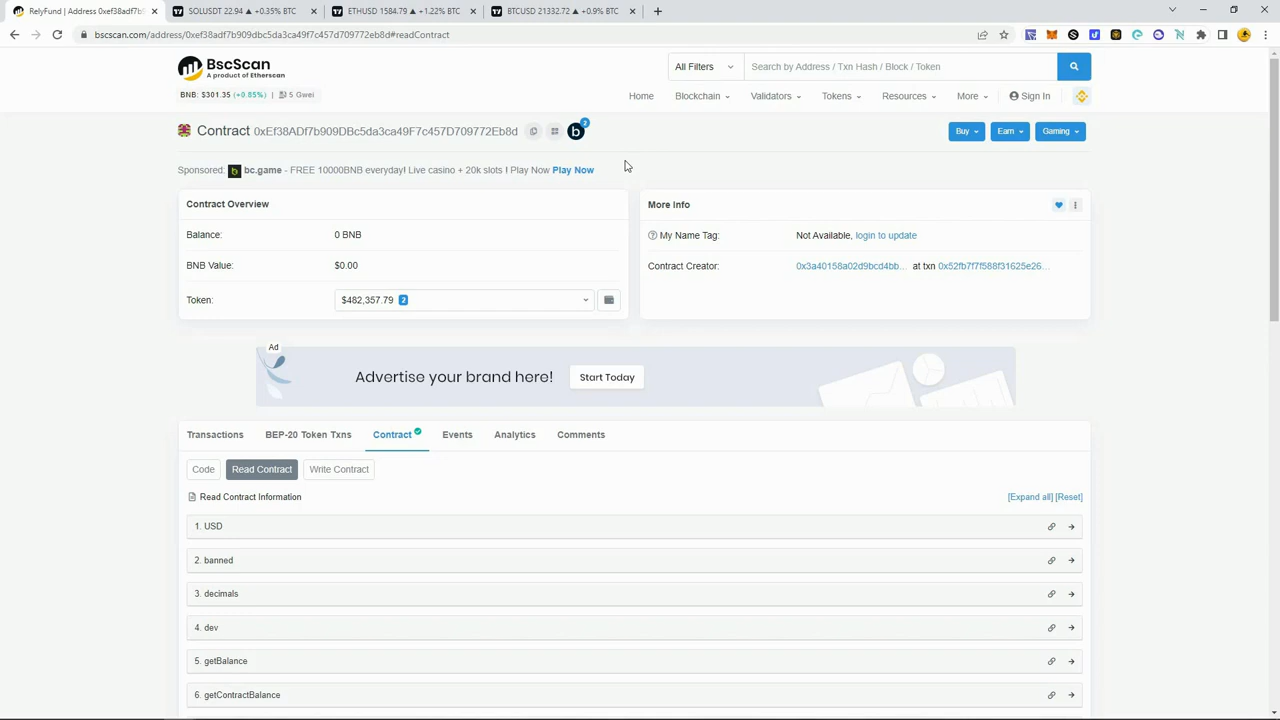 RelyFund | Address 0xef38adf7b9
SOLUSDT 22.94 ▲ +0.35% BTC
ETHUSD 1584.79 ▲ +1.22% BTC
BTCUSD 21332.72 ▲ +0.9% BTC
bscscan.com/address/0xef38adf7b909dbc5da3ca49f7c457d709772eb8d#readContract
BscScan
A product of Etherscan
All Filters
Search by Address / Txn Hash / Block / Token
BNB: $301.35 (+0.85%) | 5 Gwei
Home
Blockchain
Validators
Tokens
Resources
More
Sign In
Contract 0xEf38ADf7b909DBc5da3ca49F7c457D709772Eb8d
b 2
Buy
Earn
Gaming
Sponsored: bc.game - FREE 10000BNB everyday! Live casino + 20k slots ! Play Now Play Now
Contract Overview
Balance: 0 BNB
BNB Value: $0.00
Token: $482,357.79 2
More Info
My Name Tag: Not Available, login to update
Contract Creator: 0x3a40158a02d9bcd4bb... at txn 0x52fb7f7f588f31625e26...
Ad
Advertise your brand here!
Start Today
Transactions
BEP-20 Token Txns
Contract
Events
Analytics
Comments
Code
Read Contract
Write Contract
Read Contract Information
[Expand all] [Reset]
1. USD
2. banned
3. decimals
4. dev
5. getBalance
6. getContractBalance